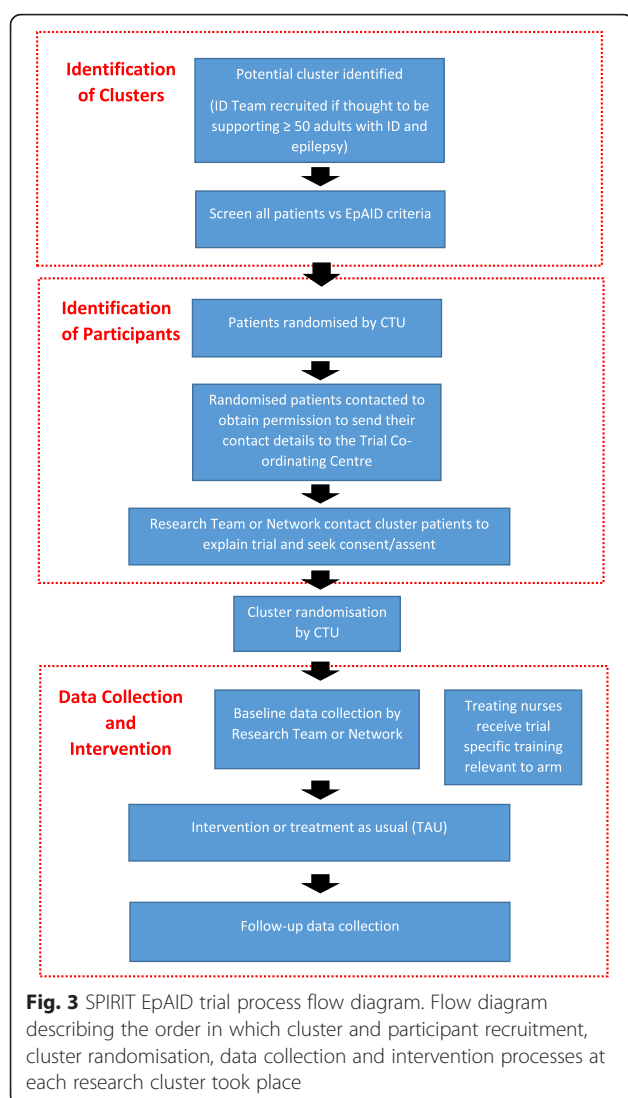 Identification
of Clusters
Potential cluster identified
(ID Team recruited if thought to be
supporting ≥ 50 adults with ID and
epilepsy)
Screen all patients vs EpAID criteria
Identification
of Participants
Patients randomised by CTU
Randomised patients contacted to
obtain permission to send their
contact details to the Trial Co-
ordinating Centre
Research Team or Network contact cluster patients to
explain trial and seek consent/assent
Cluster randomisation
by CTU
Data Collection
and
Intervention
Baseline data collection by
Research Team or Network
Treating nurses
receive trial
specific training
relevant to arm
Intervention or treatment as usual (TAU)
Follow-up data collection
Fig. 3 SPIRIT EpAID trial process flow diagram. Flow diagram
describing the order in which cluster and participant recruitment,
cluster randomisation, data collection and intervention processes at
each research cluster took place